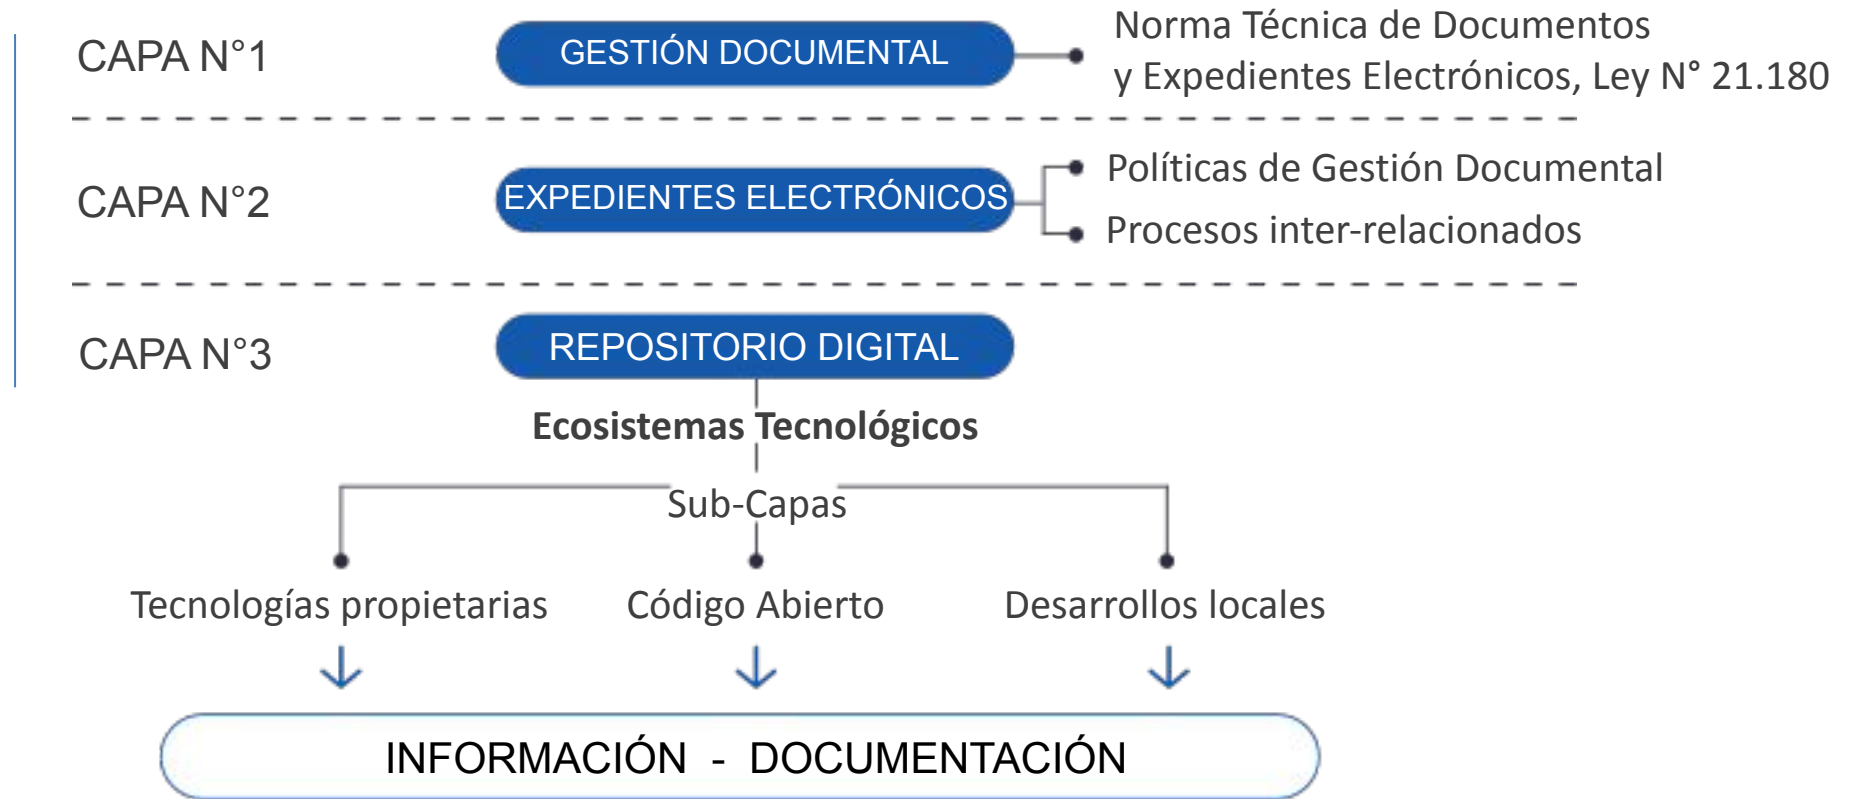 CAPA N°1
GESTIÓN DOCUMENTAL
Norma Técnica de Documentos
y Expedientes Electrónicos, Ley N° 21.180
CAPA N°2
EXPEDIENTES ELECTRÓNICOS
Políticas de Gestión Documental
Procesos inter-relacionados
CAPA N°3
REPOSITORIO DIGITAL
Ecosistemas Tecnológicos
Sub-Capas
Tecnologías propietarias
Código Abierto
Desarrollos locales
INFORMACIÓN - DOCUMENTACIÓN